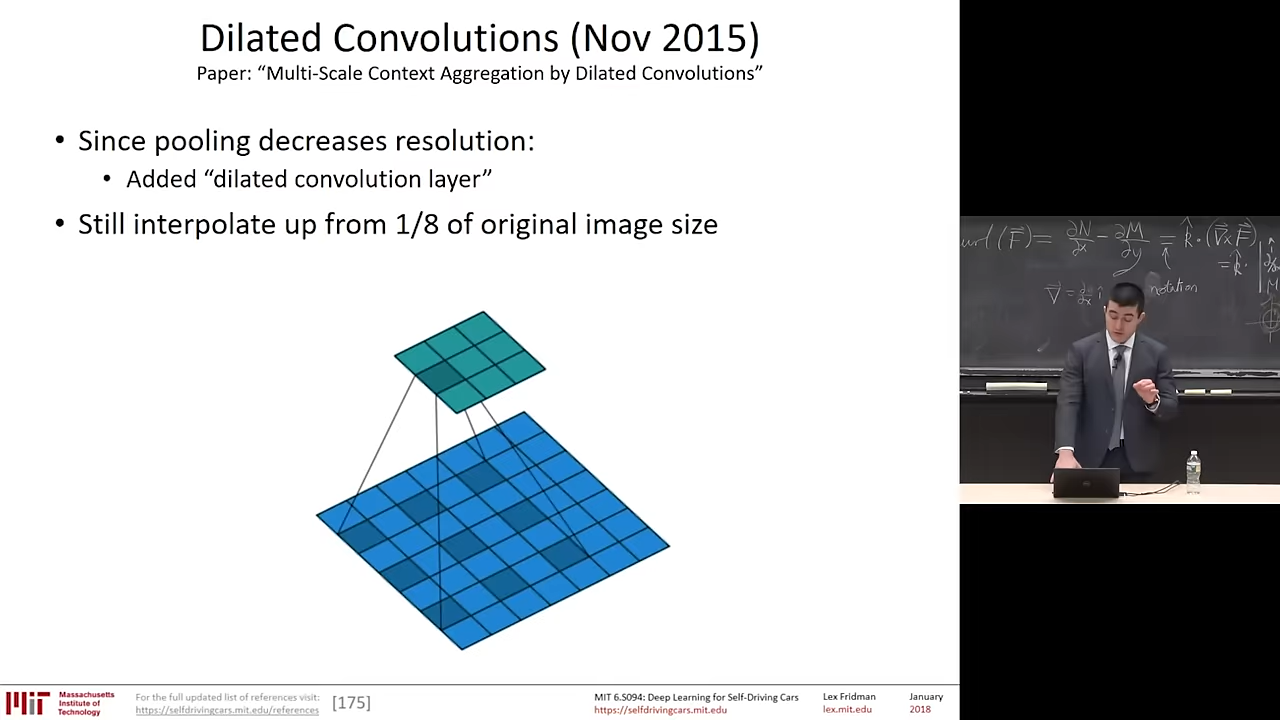 Dilated Convolutions (Nov 2015)
Paper: “Multi-Scale Context Aggregation by Dilated Convolutions”
• Since pooling decreases resolution:
• Added “dilated convolution layer”
• Still interpolate up from 1/8 of original image size
curl (F⃗) = ∂N/∂x − ∂M/∂y = k̂ · (∇⃗ x F⃗)
= k̂ ·
notation
Massachusetts
Institute of
Technology
For the full updated list of references visit:
https://selfdrivingcars.mit.edu/references
[175]
MIT 6.S094: Deep Learning for Self-Driving Cars
https://selfdrivingcars.mit.edu
Lex Fridman
lex.mit.edu
January
2018